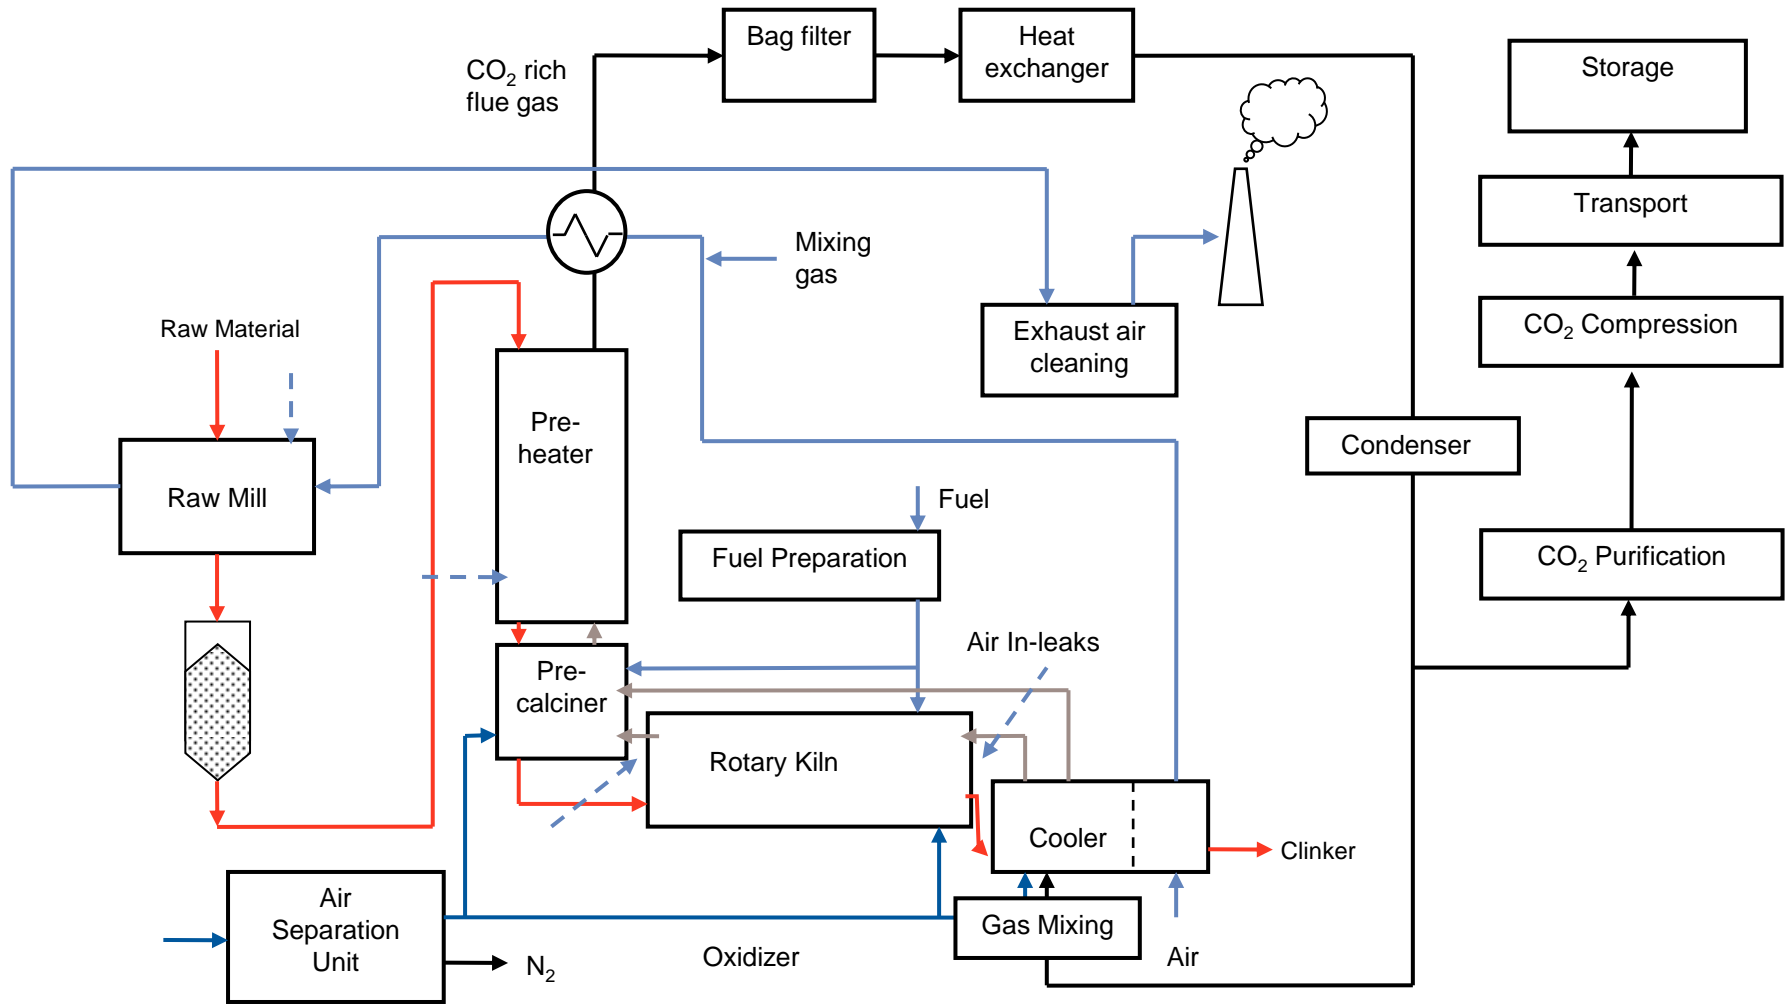 Bag filter
Heat
exchanger
CO₂ rich
flue gas
Storage
Transport
Mixing
gas
Raw Material
Exhaust air
cleaning
CO₂ Compression
Pre-
heater
Condenser
Raw Mill
Fuel
Fuel Preparation
CO₂ Purification
Air In-leaks
Pre-
calciner
Rotary Kiln
Cooler
Clinker
Air
Separation
Unit
Gas Mixing
N₂
Oxidizer
Air